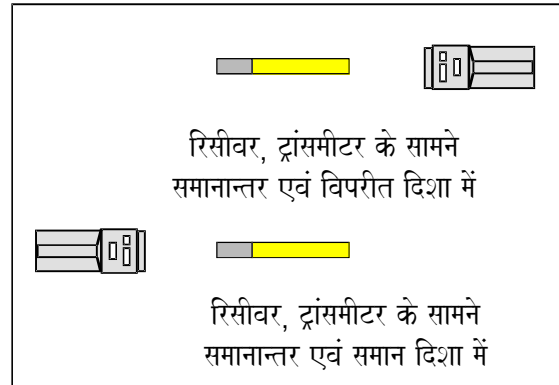 रिसीवर, ट्रांसमीटर के सामने
समानान्तर एवं विपरीत दिशा में
रिसीवर, ट्रांसमीटर के सामने
समानान्तर एवं समान दिशा में